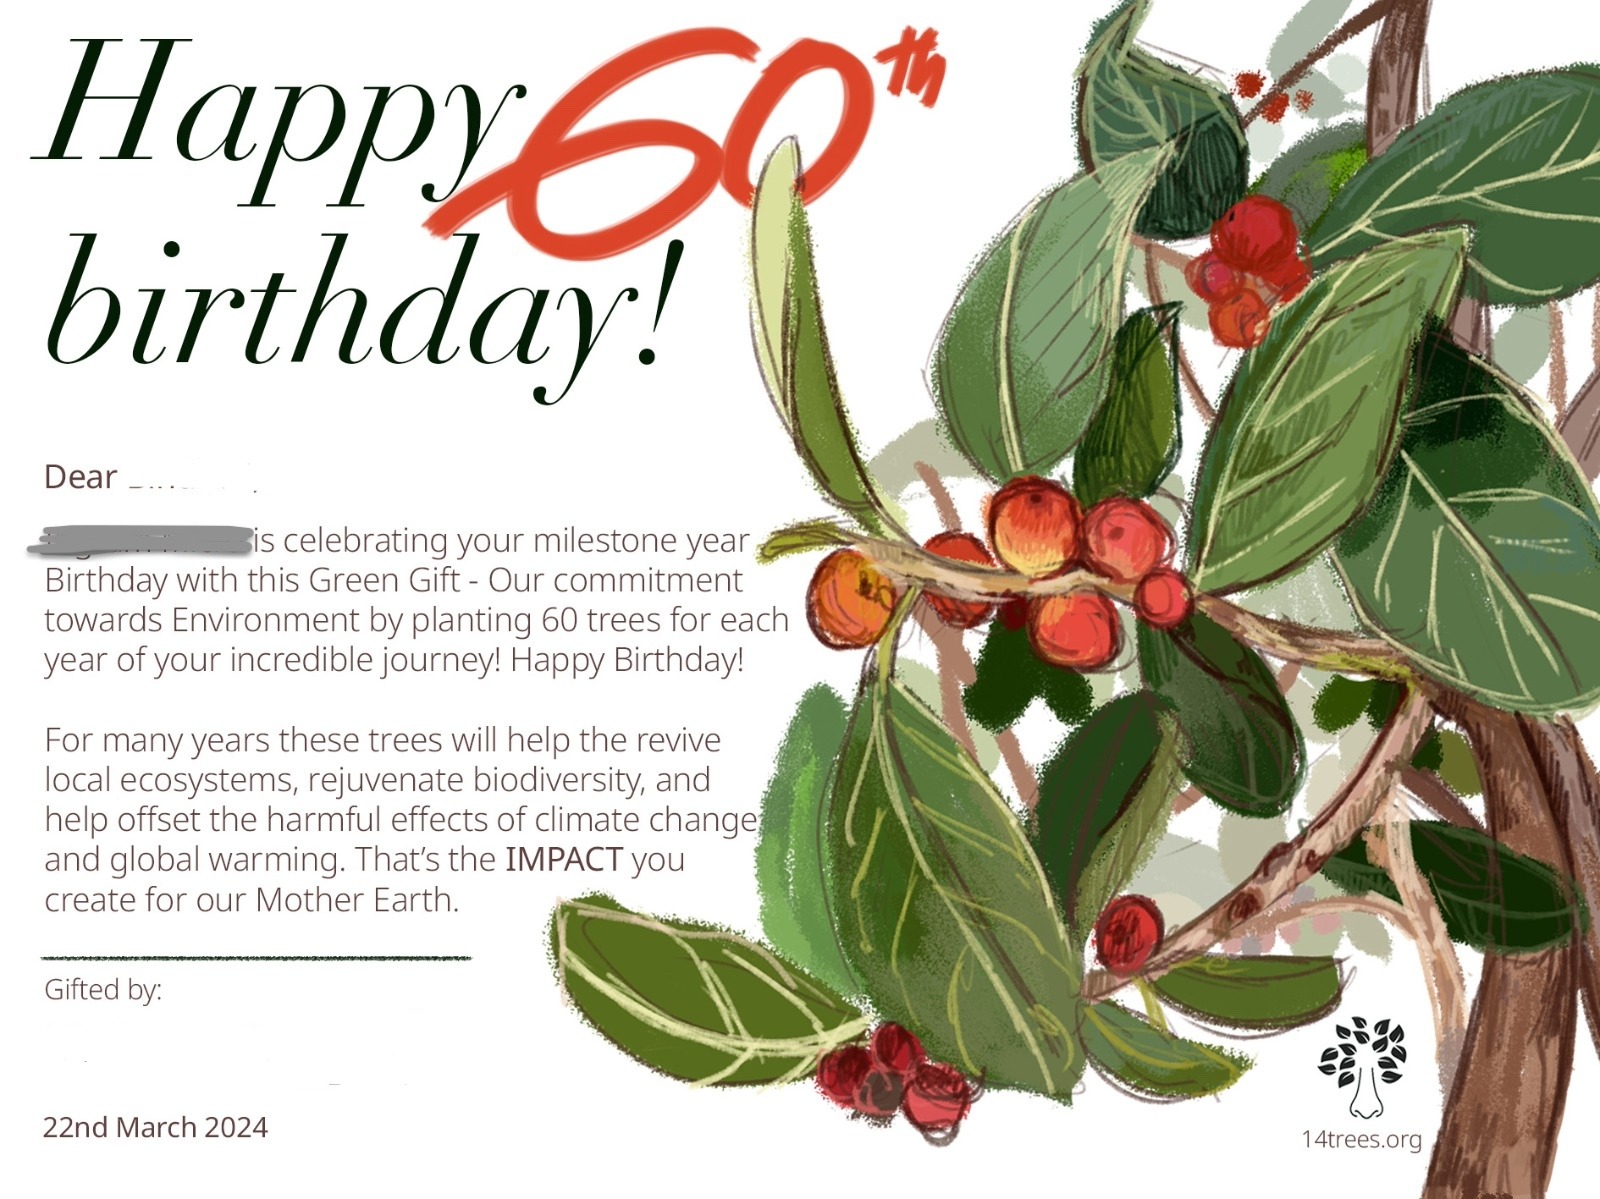 Happy 60th
birthday!
Dear
is celebrating your milestone year
Birthday with this Green Gift - Our commitment
towards Environment by planting 60 trees for each
year of your incredible journey! Happy Birthday!
For many years these trees will help the revive
local ecosystems, rejuvenate biodiversity, and
help offset the harmful effects of climate change
and global warming. That’s the IMPACT you
create for our Mother Earth.
Gifted by:
22nd March 2024
14trees.org